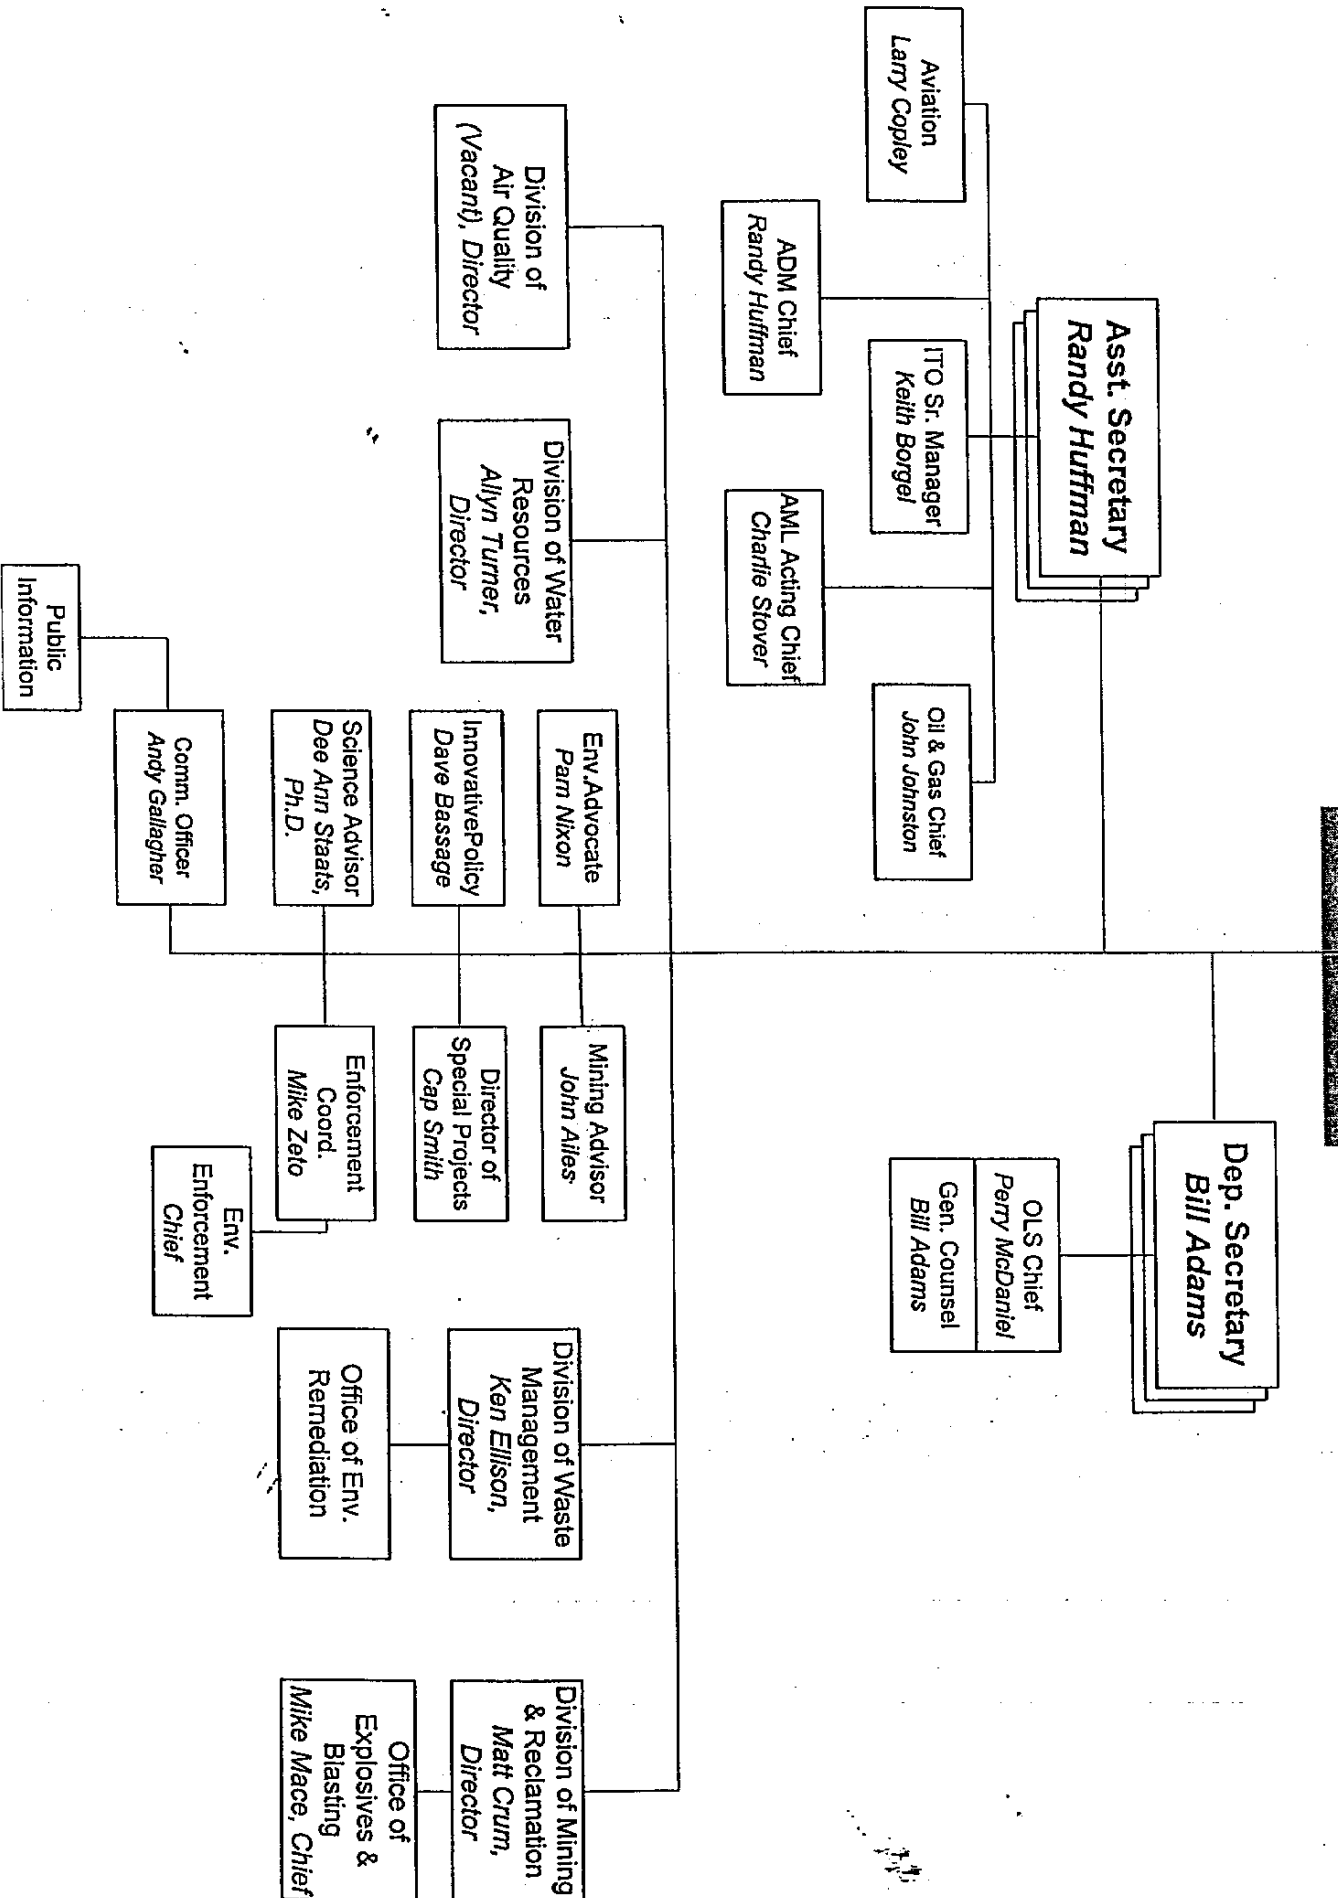 Asst. Secretary
Randy Huffman
Dep. Secretary
Bill Adams
Aviation
Larry Copley
ITO Sr. Manager
Keith Borgel
Oil & Gas Chief
John Johnston
ADM Chief
Randy Huffman
AML Acting Chief
Charlie Stover
OLS Chief
Perry McDaniel
Gen. Counsel
Bill Adams
Division of
Air Quality
(Vacant), Director
Division of Water
Resources
Allyn Turner,
Director
Division of Waste
Management
Ken Ellison,
Director
Division of Mining
& Reclamation
Matt Crum,
Director
Env.Advocate
Pam Nixon
Mining Advisor
John Ailes
InnovativePolicy
Dave Bassage
Director of
Special Projects
Cap Smith
Science Advisor
Dee Ann Staats,
Ph.D.
Enforcement
Coord.
Mike Zeto
Office of Env.
Remediation
Office of
Explosives &
Blasting
Mike Mace, Chief
Comm. Officer
Andy Gallagher
Env.
Enforcement
Chief
Public
Information